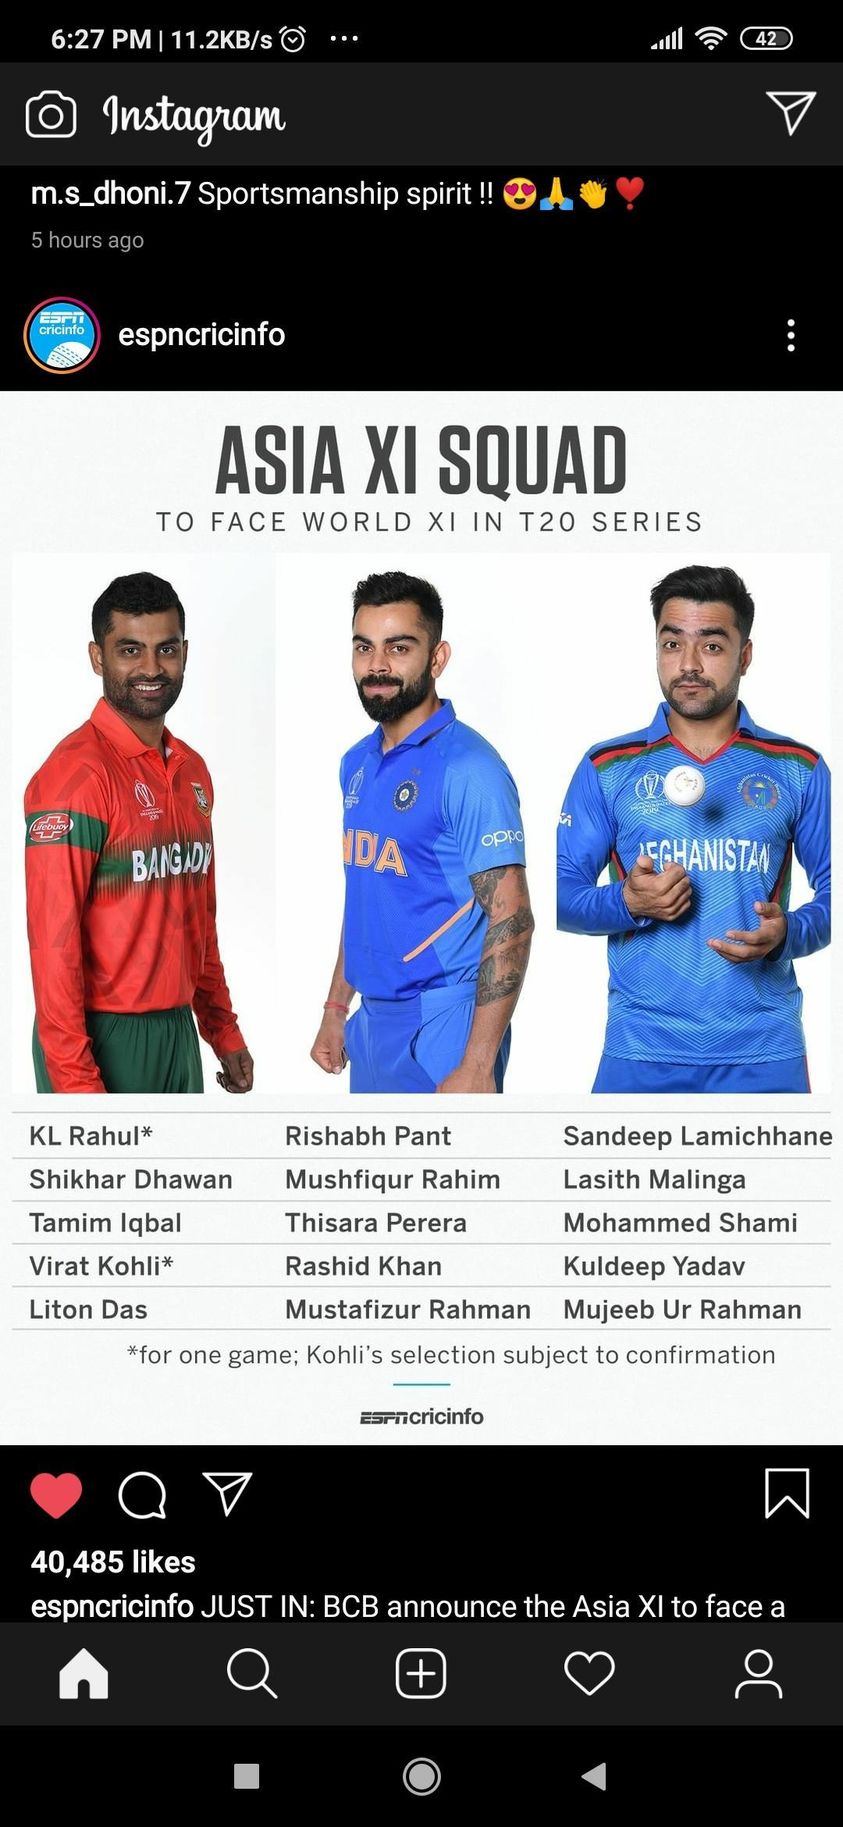 6:27 PM | 11.2KB/s ...
42
Instagram
m.s_dhoni.7 Sportsmanship spirit !! 😍🙏👏❣️
5 hours ago
ESPN
cricinfo
espncricinfo
ASIA XI SQUAD
TO FACE WORLD XI IN T20 SERIES
Lifebuoy
BANGADE
NDIA
oppo
AFGHANISTAN
KL Rahul* Rishabh Pant Sandeep Lamichhane
Shikhar Dhawan Mushfiqur Rahim Lasith Malinga
Tamim Iqbal Thisara Perera Mohammed Shami
Virat Kohli* Rashid Khan Kuldeep Yadav
Liton Das Mustafizur Rahman Mujeeb Ur Rahman
*for one game; Kohli's selection subject to confirmation
ESPNcricinfo
40,485 likes
espncricinfo JUST IN: BCB announce the Asia XI to face a